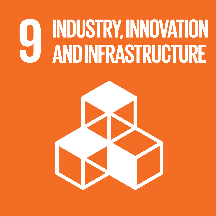 9 INDUSTRY, INNOVATION
AND INFRASTRUCTURE